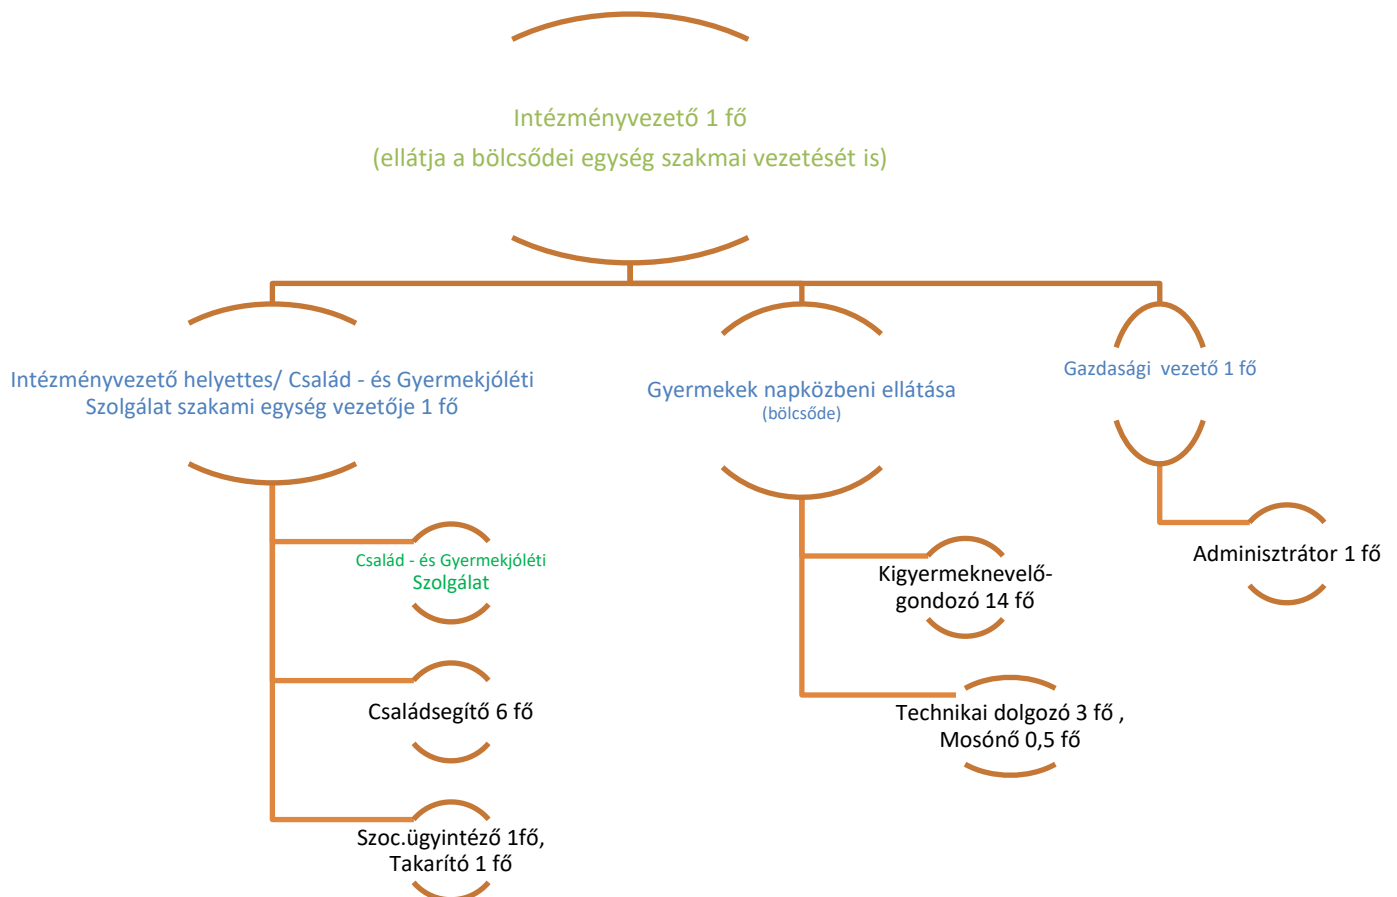 Intézményvezető 1 fő
(ellátja a bölcsődei egység szakmai vezetését is)
Intézményvezető helyettes/ Család - és Gyermekjóléti
Szolgálat szakami egység vezetője 1 fő
Gyermekek napközbeni ellátása
(bölcsőde)
Gazdasági vezető 1 fő
Család - és Gyermekjóléti
Szolgálat
Családsegítő 6 fő
Szoc.ügyintéző 1fő,
Takarító 1 fő
Kigyermeknevelő-
gondozó 14 fő
Technikai dolgozó 3 fő ,
Mosónő 0,5 fő
Adminisztrátor 1 fő